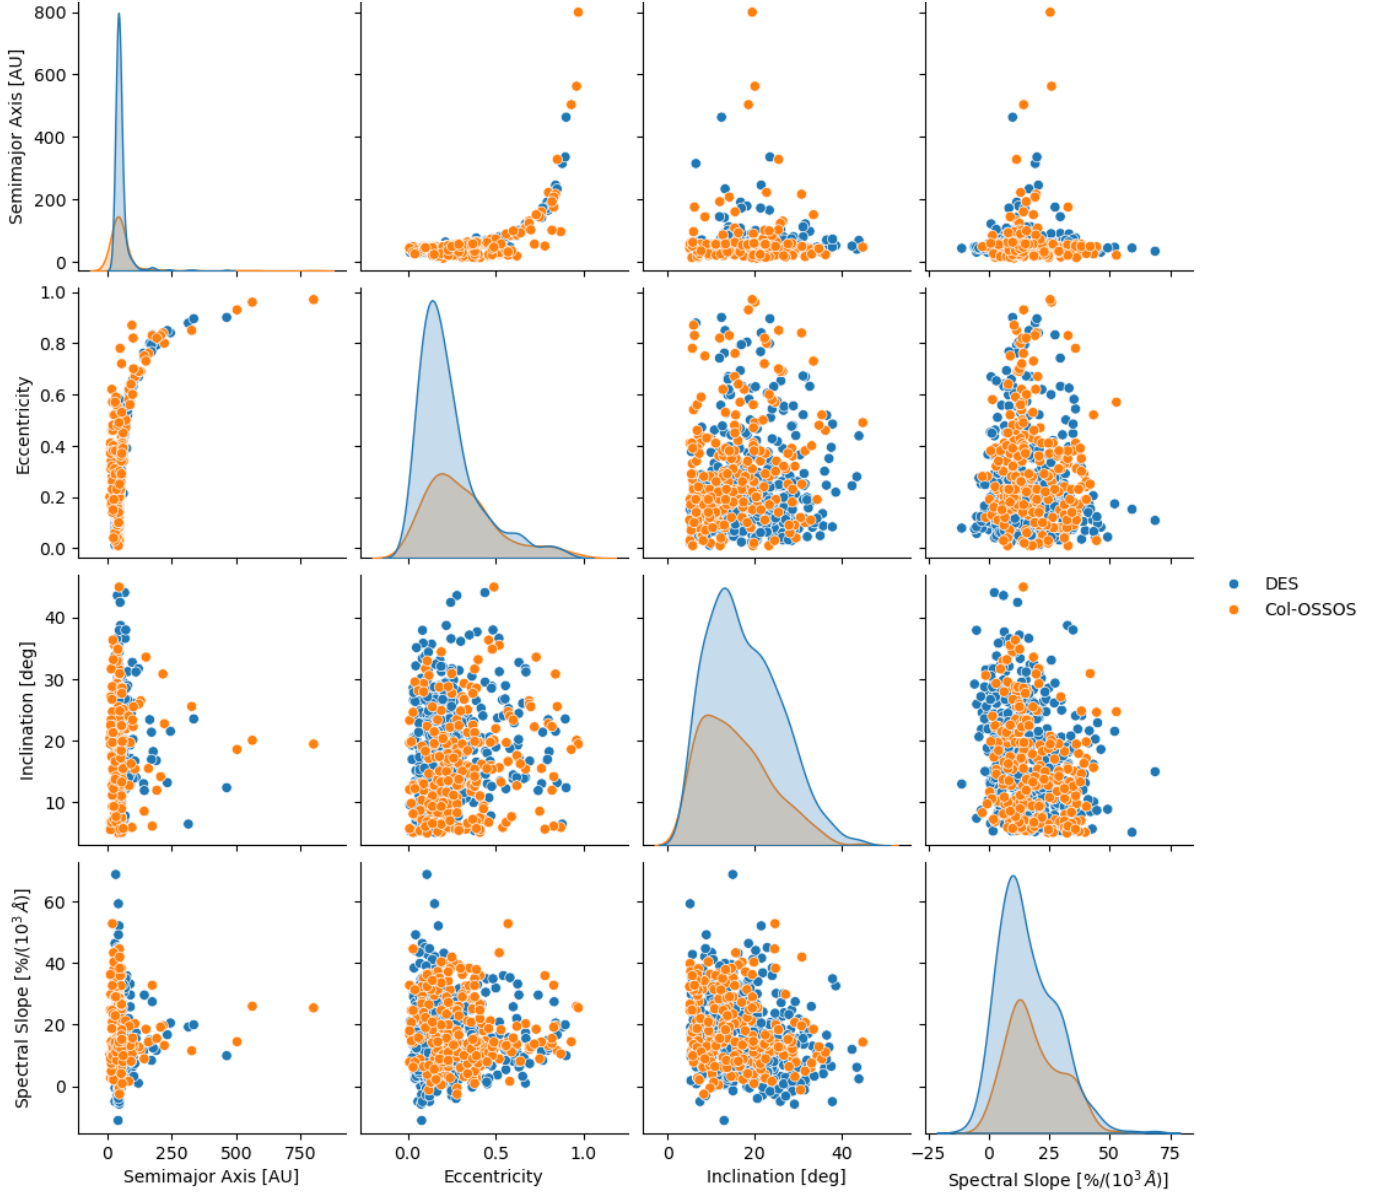 800
600
400
200
0
Semimajor Axis [AU]
1.0
0.8
0.6
0.4
0.2
0.0
Eccentricity
40
30
20
10
Inclination [deg]
DES
Col-OSSOS
60
40
20
0
Spectral Slope [%/(10³ Å)]
0 250 500 750
Semimajor Axis [AU]
0.0 0.5 1.0
Eccentricity
0 20 40
Inclination [deg]
−25 0 25 50 75
Spectral Slope [%/(10³ Å)]